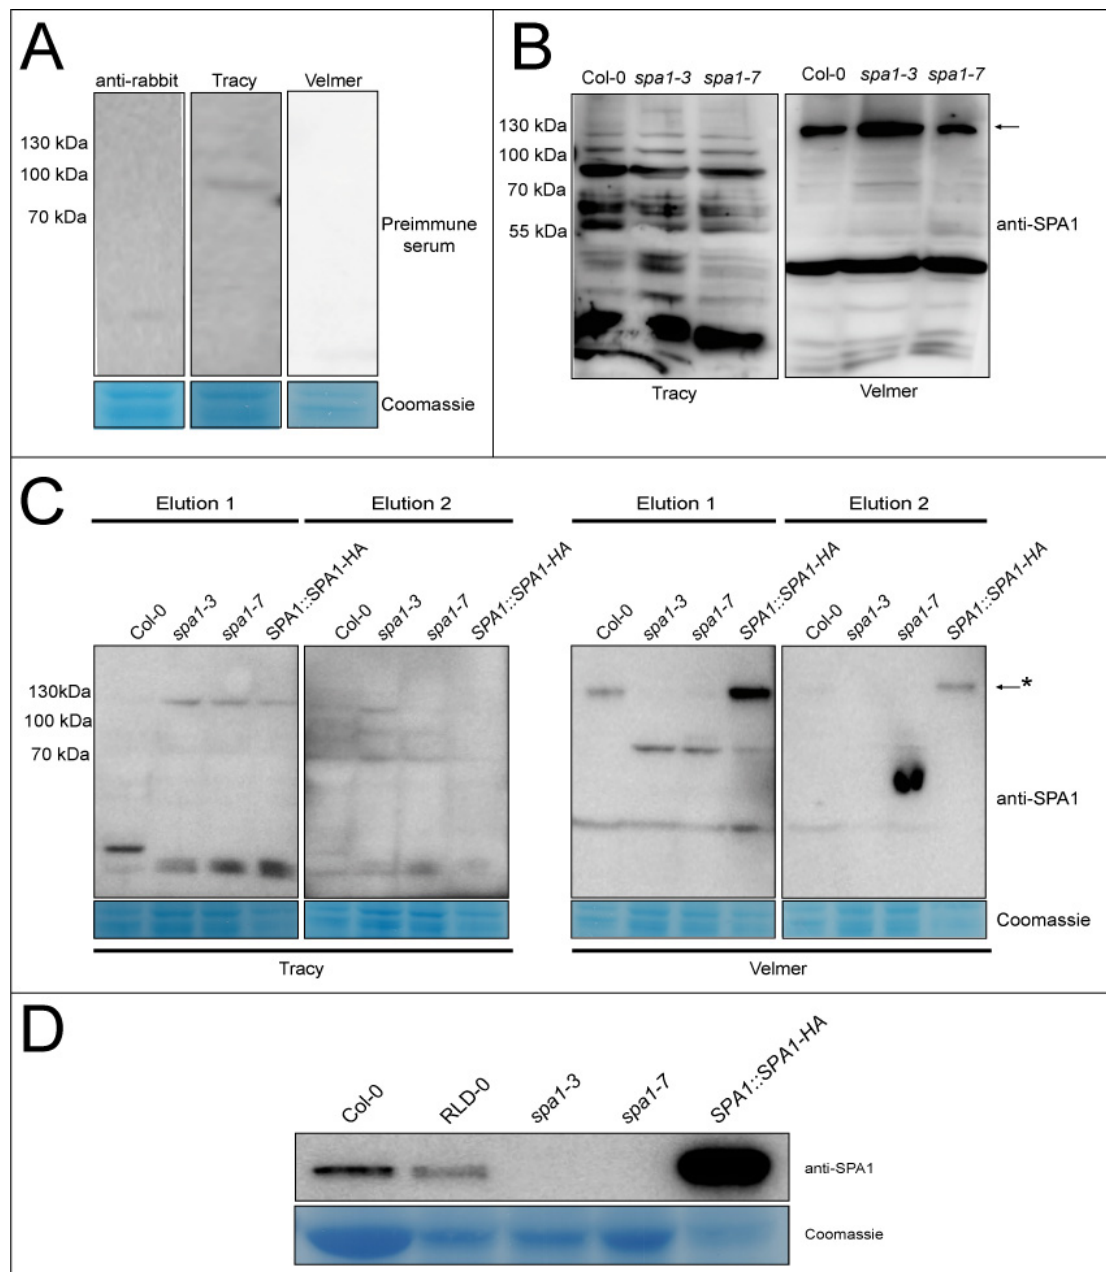 A
anti-rabbit Tracy Velmer
130 kDa
100 kDa
70 kDa
Preimmune
serum
Coomassie
B
Col-0 spa1-3 spa1-7 Col-0 spa1-3 spa1-7
130 kDa
100 kDa
70 kDa
55 kDa
anti-SPA1
Tracy Velmer
C
Elution 1 Elution 2 Elution 1 Elution 2
Col-0 spa1-3 spa1-7 SPA1::SPA1-HA Col-0 spa1-3 spa1-7 SPA1::SPA1-HA Col-0 spa1-3 spa1-7 SPA1::SPA1-HA Col-0 spa1-3 spa1-7 SPA1::SPA1-HA
130kDa
*
100 kDa
70 kDa
anti-SPA1
Coomassie
Tracy Velmer
D
Col-0 RLD-0 spa1-3 spa1-7 SPA1::SPA1-HA
anti-SPA1
Coomassie